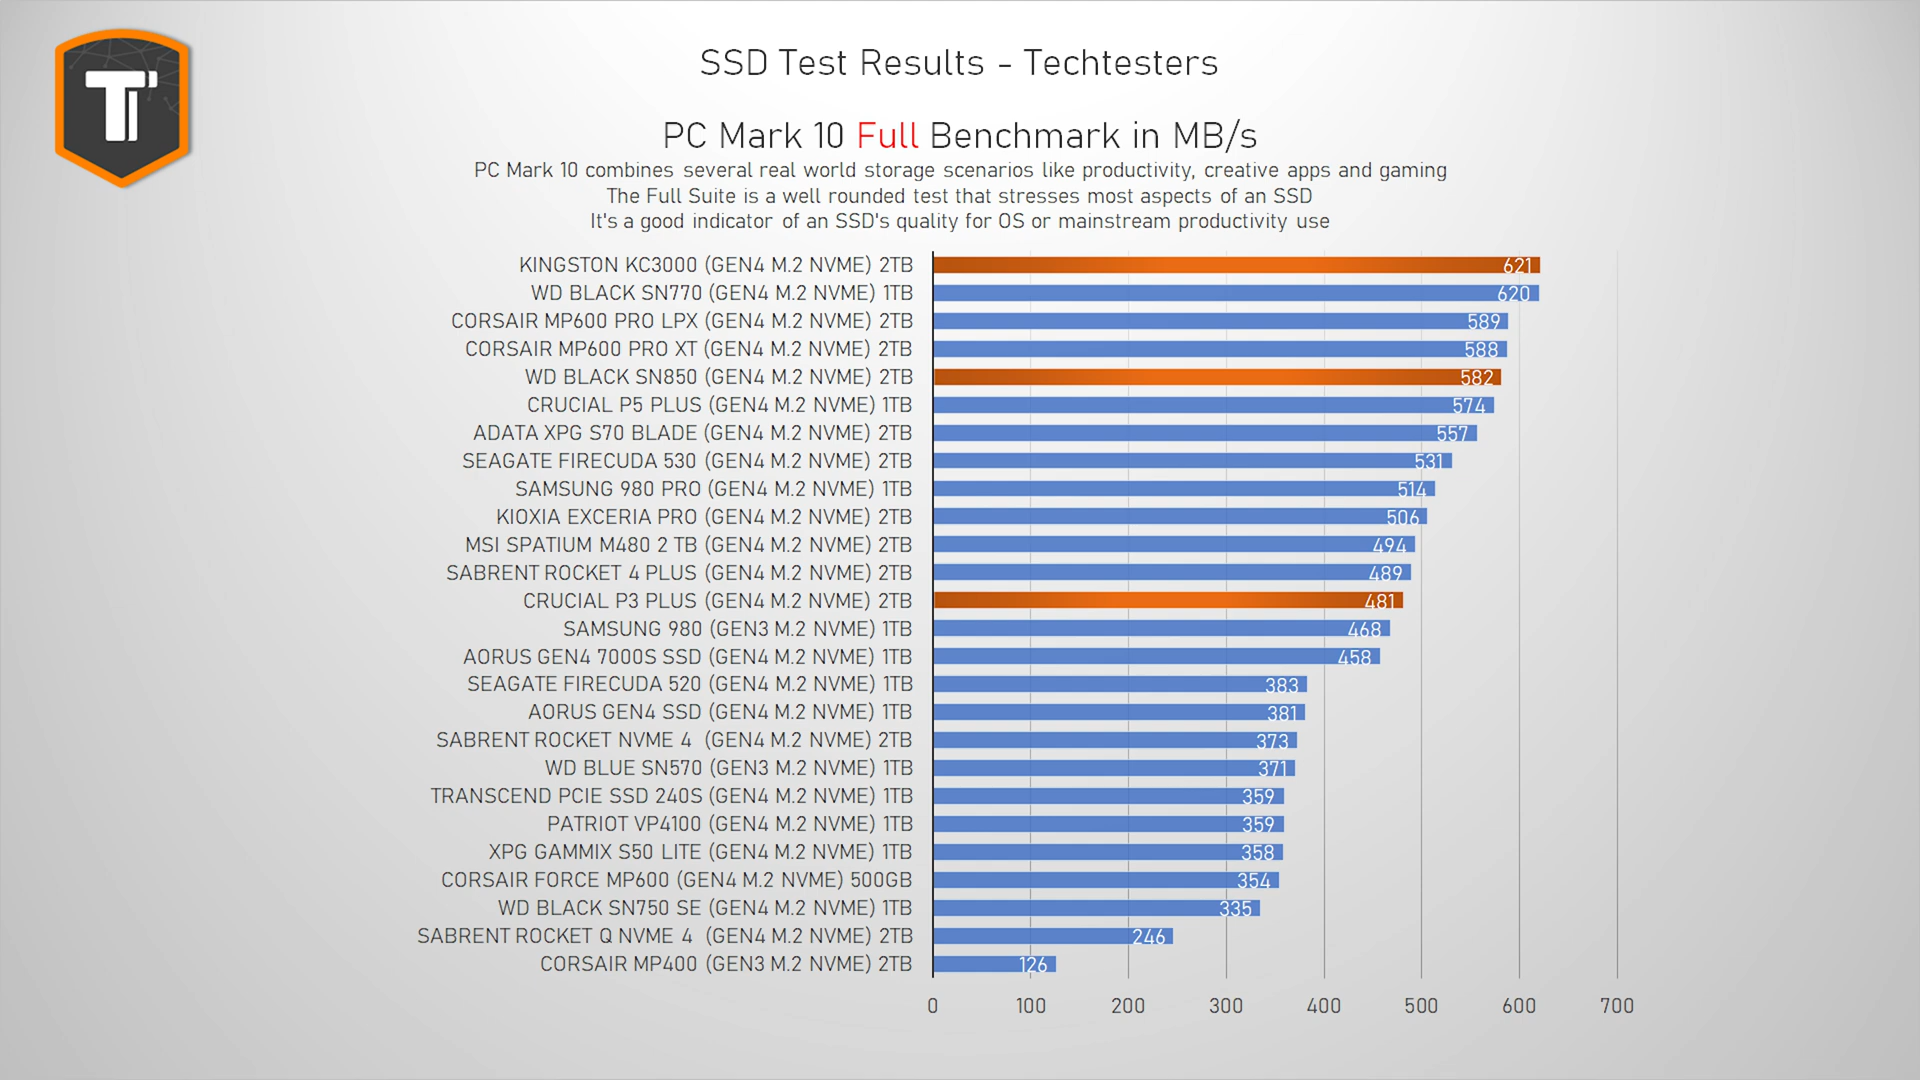 T
SSD Test Results - Techtesters
PC Mark 10 Full Benchmark in MB/s
PC Mark 10 combines several real world storage scenarios like productivity, creative apps and gaming
The Full Suite is a well rounded test that stresses most aspects of an SSD
It's a good indicator of an SSD's quality for OS or mainstream productivity use
KINGSTON KC3000 (GEN4 M.2 NVME) 2TB 621
WD BLACK SN770 (GEN4 M.2 NVME) 1TB 620
CORSAIR MP600 PRO LPX (GEN4 M.2 NVME) 2TB 589
CORSAIR MP600 PRO XT (GEN4 M.2 NVME) 2TB 588
WD BLACK SN850 (GEN4 M.2 NVME) 2TB 582
CRUCIAL P5 PLUS (GEN4 M.2 NVME) 1TB 574
ADATA XPG S70 BLADE (GEN4 M.2 NVME) 2TB 557
SEAGATE FIRECUDA 530 (GEN4 M.2 NVME) 2TB 531
SAMSUNG 980 PRO (GEN4 M.2 NVME) 1TB 514
KIOXIA EXCERIA PRO (GEN4 M.2 NVME) 2TB 506
MSI SPATIUM M480 2 TB (GEN4 M.2 NVME) 2TB 494
SABRENT ROCKET 4 PLUS (GEN4 M.2 NVME) 2TB 489
CRUCIAL P3 PLUS (GEN4 M.2 NVME) 2TB 481
SAMSUNG 980 (GEN3 M.2 NVME) 1TB 468
AORUS GEN4 7000S SSD (GEN4 M.2 NVME) 1TB 458
SEAGATE FIRECUDA 520 (GEN4 M.2 NVME) 1TB 383
AORUS GEN4 SSD (GEN4 M.2 NVME) 1TB 381
SABRENT ROCKET NVME 4 (GEN4 M.2 NVME) 2TB 373
WD BLUE SN570 (GEN3 M.2 NVME) 1TB 371
TRANSCEND PCIE SSD 240S (GEN4 M.2 NVME) 1TB 359
PATRIOT VP4100 (GEN4 M.2 NVME) 1TB 359
XPG GAMMIX S50 LITE (GEN4 M.2 NVME) 1TB 358
CORSAIR FORCE MP600 (GEN4 M.2 NVME) 500GB 354
WD BLACK SN750 SE (GEN4 M.2 NVME) 1TB 335
SABRENT ROCKET Q NVME 4 (GEN4 M.2 NVME) 2TB 246
CORSAIR MP400 (GEN3 M.2 NVME) 2TB 126
0 100 200 300 400 500 600 700